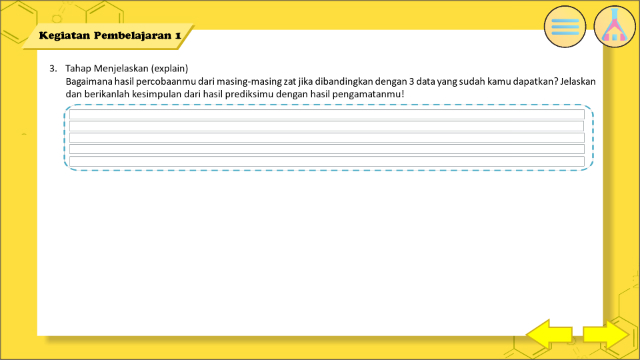 Kegiatan Pembelajaran 1
3. Tahap Menjelaskan (explain)
Bagaimana hasil percobaanmu dari masing-masing zat jika dibandingkan dengan 3 data yang sudah kamu dapatkan? Jelaskan
dan berikanlah kesimpulan dari hasil prediksimu dengan hasil pengamatanmu!